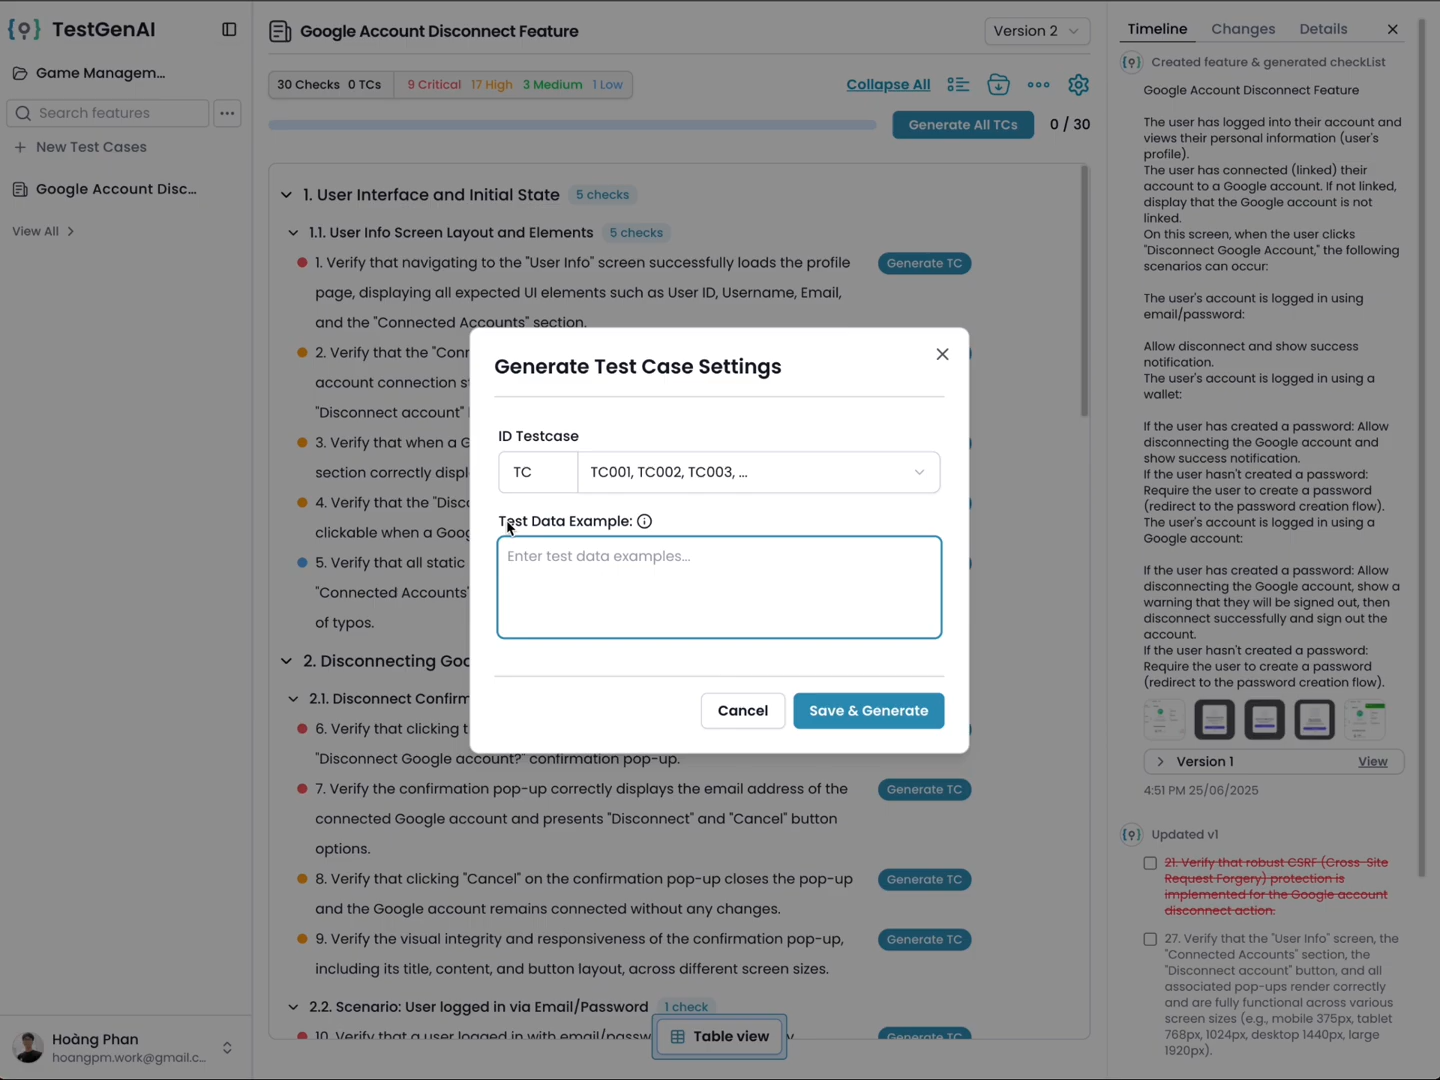 TestGenAI
Game Managem...
Search features
New Test Cases
Google Account Disc...
View All
Hoàng Phan
hoangpm.work@gmail.c...
Google Account Disconnect Feature
Version 2
30 Checks 0 TCs
9 Critical 17 High 3 Medium 1 Low
Collapse All
Generate All TCs
0 / 30
1. User Interface and Initial State 5 checks
1.1. User Info Screen Layout and Elements 5 checks
1. Verify that navigating to the "User Info" screen successfully loads the profile
Generate TC
page, displaying all expected UI elements such as User ID, Username, Email,
and the "Connected Accounts" section.
2. Verify that the "Con
account connection s
"Disconnect account"
3. Verify that when a G
section correctly displ
4. Verify that the "Disc
clickable when a Goog
5. Verify that all static
"Connected Accounts"
of typos.
2. Disconnecting Goo
2.1. Disconnect Confirm
6. Verify that clicking t
"Disconnect Google account?" confirmation pop-up.
7. Verify the confirmation pop-up correctly displays the email address of the
Generate TC
connected Google account and presents "Disconnect" and "Cancel" button
options.
8. Verify that clicking "Cancel" on the confirmation pop-up closes the pop-up
Generate TC
and the Google account remains connected without any changes.
9. Verify the visual integrity and responsiveness of the confirmation pop-up,
Generate TC
including its title, content, and button layout, across different screen sizes.
2.2. Scenario: User logged in via Email/Password 1 check
10. Verify that a user logged in with email/passw
Generate TC
Table view
Generate Test Case Settings
ID Testcase
TC
TC001, TC002, TC003, ...
Test Data Example:
Enter test data examples...
Cancel
Save & Generate
Timeline
Changes
Details
Created feature & generated checkList
Google Account Disconnect Feature
The user has logged into their account and
views their personal information (user's
profile).
The user has connected (linked) their
account to a Google account. If not linked,
display that the Google account is not
linked.
On this screen, when the user clicks
"Disconnect Google Account," the following
scenarios can occur:
The user's account is logged in using
email/password:
Allow disconnect and show success
notification.
The user's account is logged in using a
wallet:
If the user has created a password: Allow
disconnecting the Google account and
show success notification.
If the user hasn't created a password:
Require the user to create a password
(redirect to the password creation flow).
The user's account is logged in using a
Google account:
If the user has created a password: Allow
disconnecting the Google account, show a
warning that they will be signed out, then
disconnect successfully and sign out the
account.
If the user hasn't created a password:
Require the user to create a password
(redirect to the password creation flow).
Version 1
View
4:51 PM 25/06/2025
Updated v1
21. Verify that robust CSRF (Cross-Site
Request Forgery) protection is
implemented for the Google account
disconnect action.
27. Verify that the "User Info" screen, the
"Connected Accounts" section, the
"Disconnect account" button, and all
associated pop-ups render correctly
and are fully functional across various
screen sizes (e.g., mobile 375px, tablet
768px, 1024px, desktop 1440px, large
1920px).